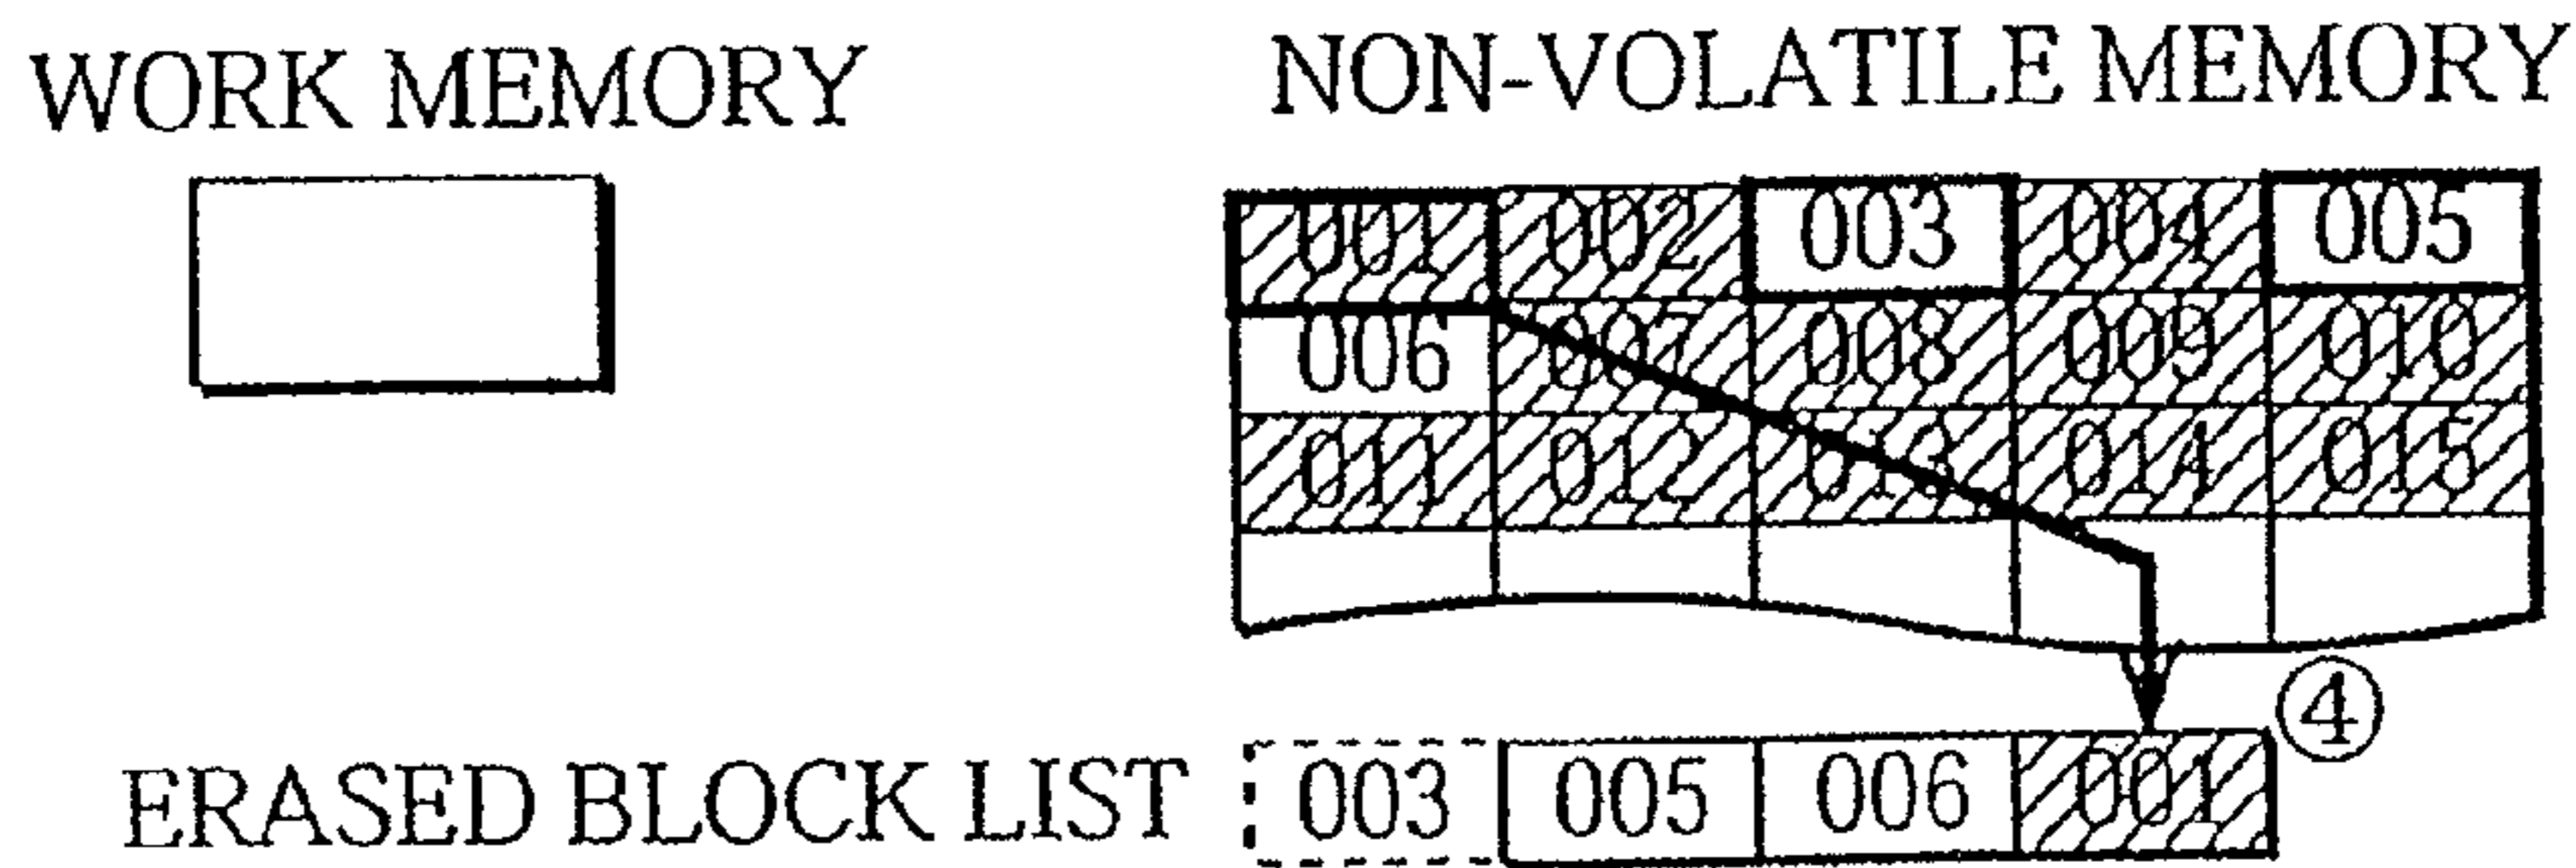 WORK MEMORY
NON-VOLATILE MEMORY
001 002 003 004 005
006 007 008 009 010
011 012 013 014 015
④
ERASED BLOCK LIST 003 005 006 001